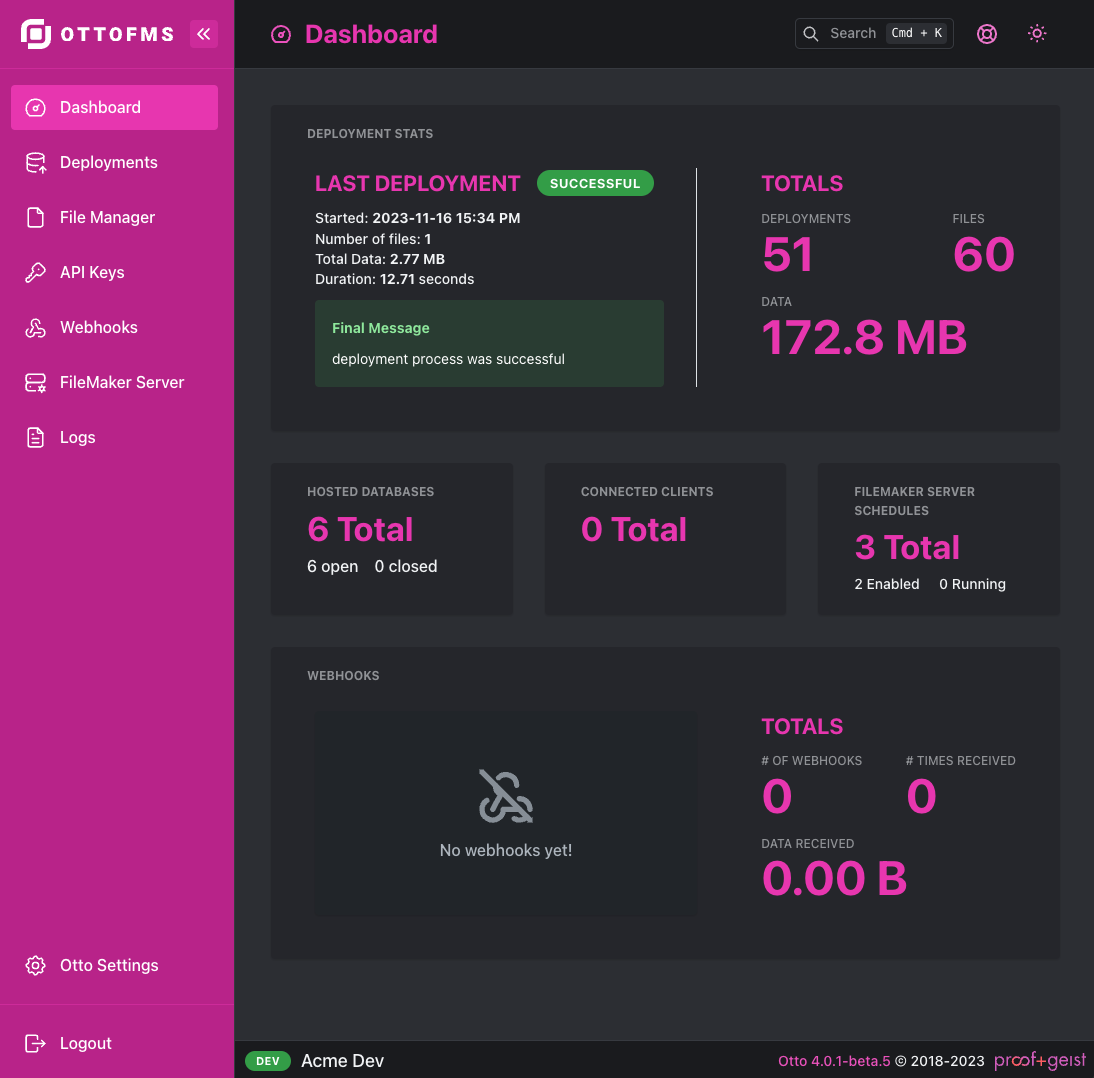 OTTOFMS
Dashboard
Search Cmd + K
Dashboard
Deployments
File Manager
API Keys
Webhooks
FileMaker Server
Logs
Otto Settings
Logout
DEPLOYMENT STATS
LAST DEPLOYMENT SUCCESSFUL
Started: 2023-11-16 15:34 PM
Number of files: 1
Total Data: 2.77 MB
Duration: 12.71 seconds
Final Message
deployment process was successful
TOTALS
DEPLOYMENTS FILES
51 60
DATA
172.8 MB
HOSTED DATABASES
6 Total
6 open 0 closed
CONNECTED CLIENTS
0 Total
FILEMAKER SERVER
SCHEDULES
3 Total
2 Enabled 0 Running
WEBHOOKS
No webhooks yet!
TOTALS
# OF WEBHOOKS # TIMES RECEIVED
0 0
DATA RECEIVED
0.00 B
DEV Acme Dev
Otto 4.0.1-beta.5 © 2018-2023 proof+geist